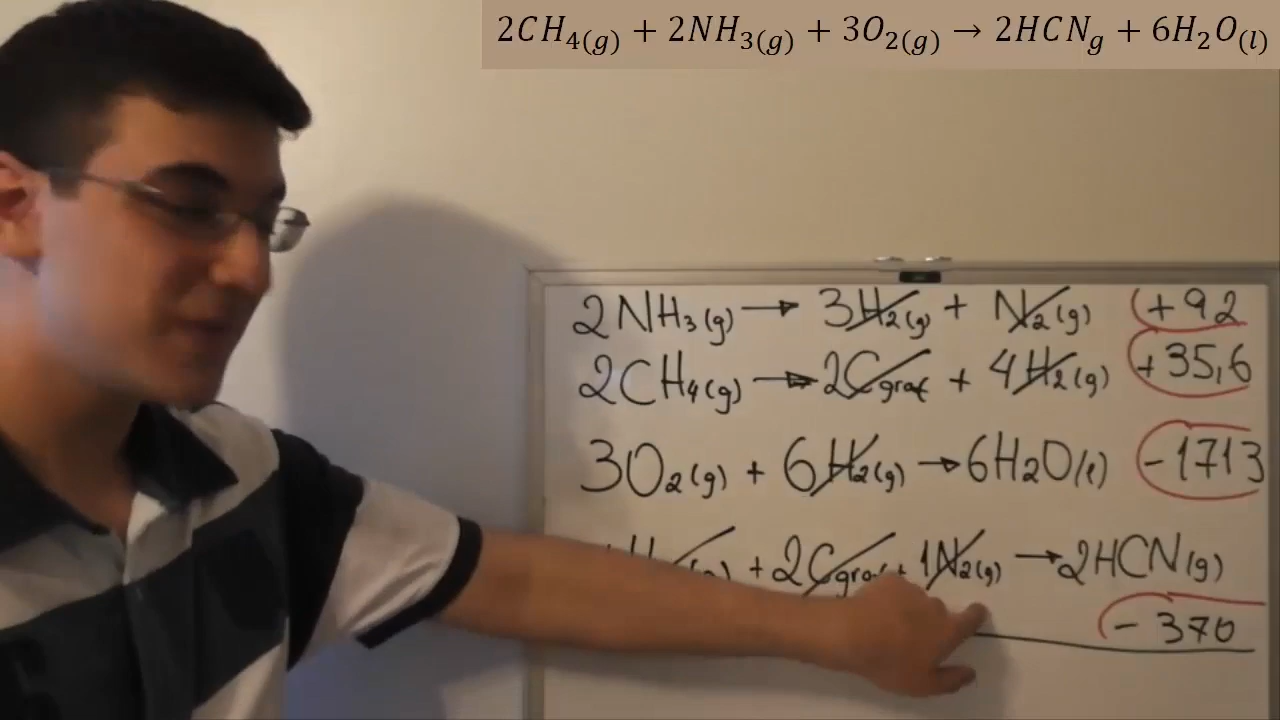 2CH₄(g) + 2NH₃(g) + 3O₂(g) → 2HCNg + 6H₂O(l)
2NH₃(g) → 3H₂(g) + N₂(g) +92
2CH₄(g) → 2Cgraf + 4H₂(g) +35,6
3O₂(g) + 6H₂(g) → 6H₂O(l) -1713
+ 2Cgraf + 1N₂(g) → 2HCN(g)
-370